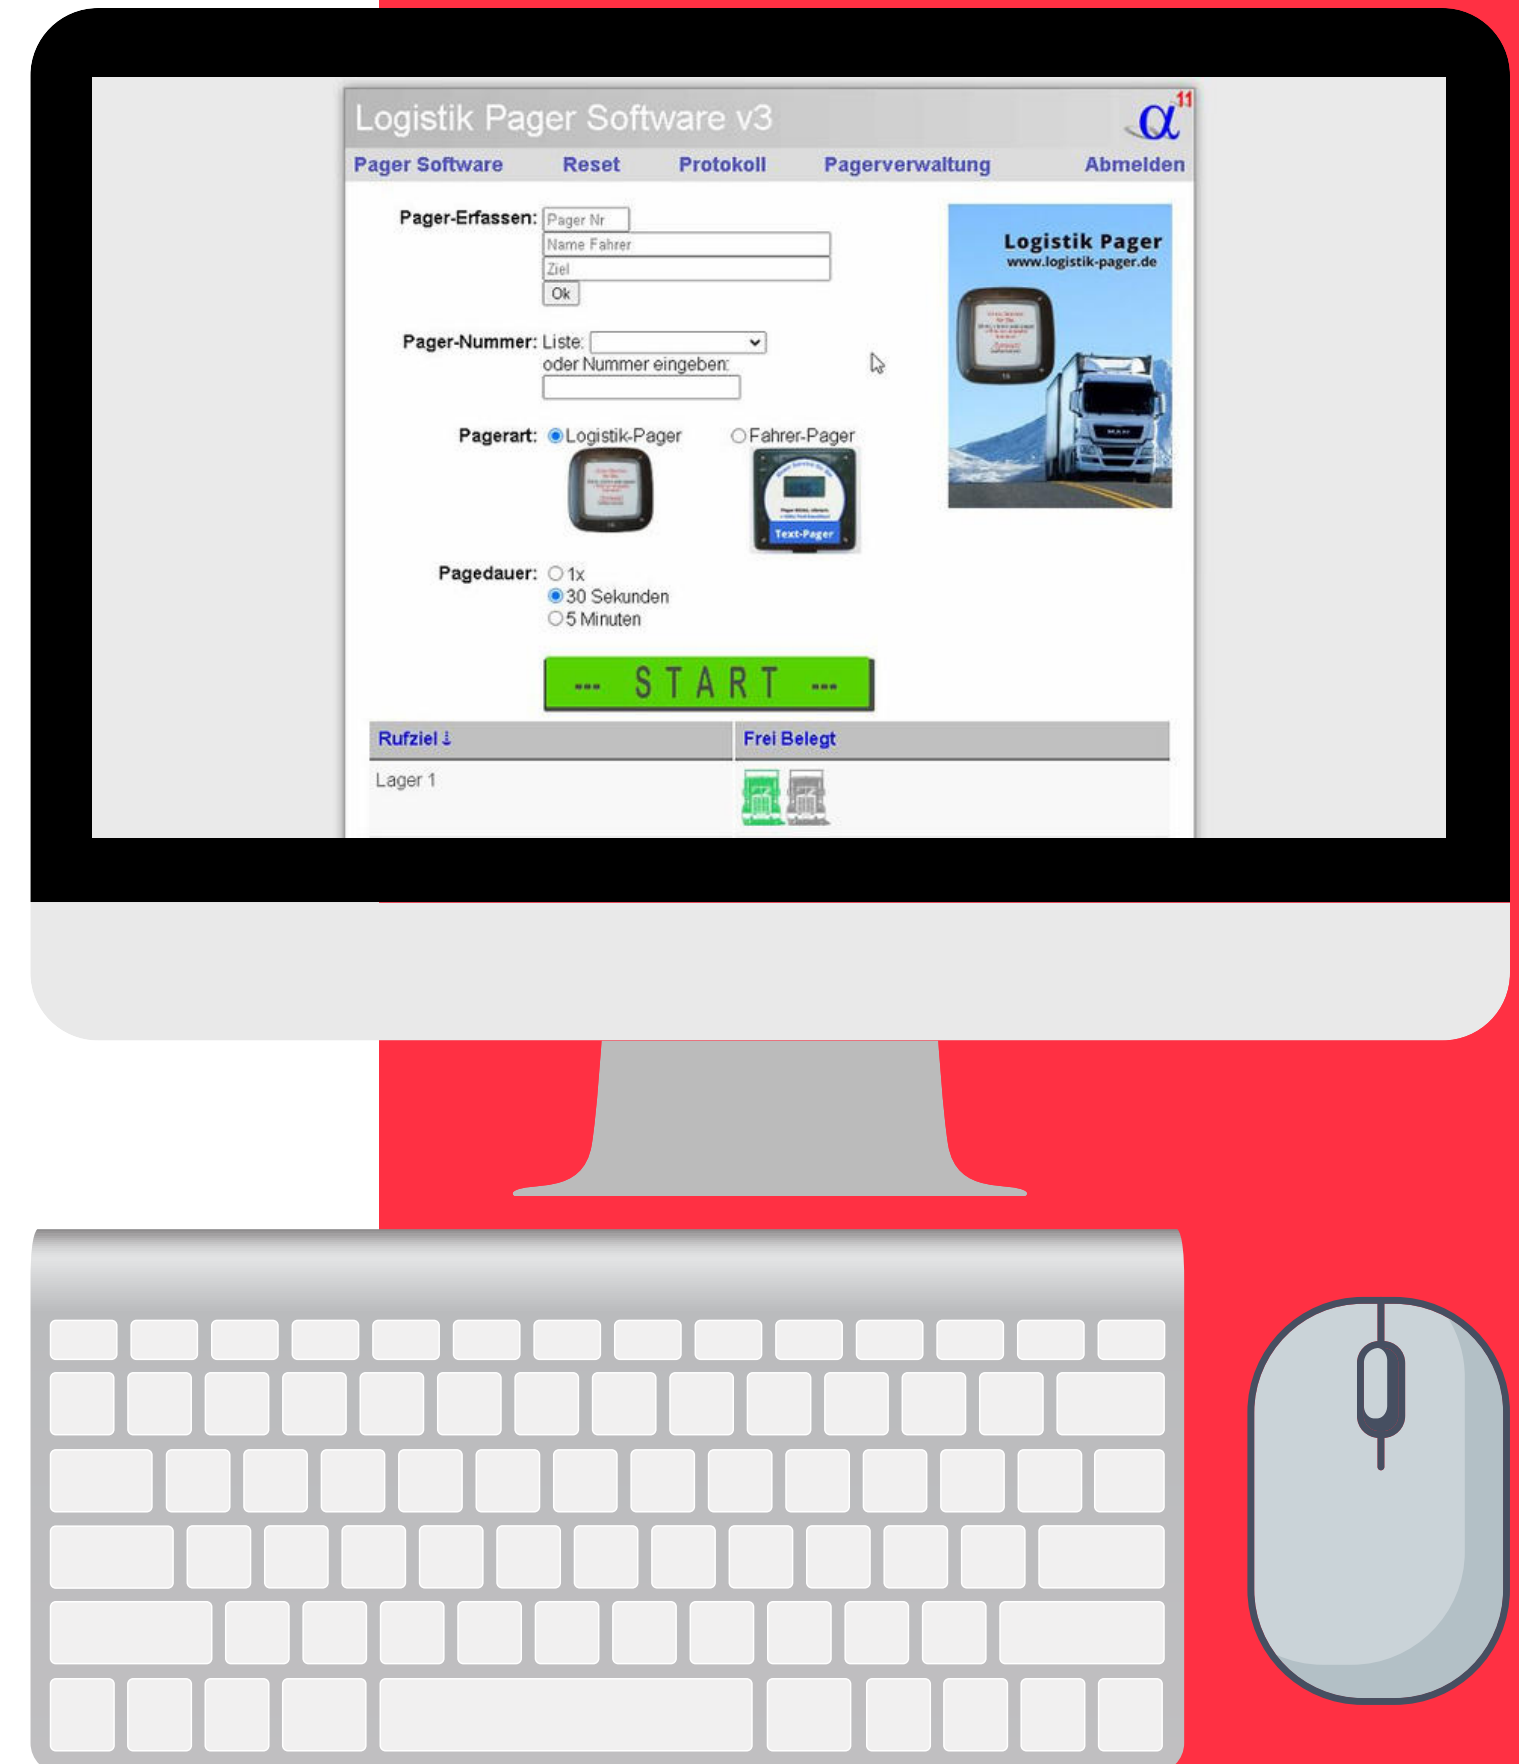 Logistik Pager Software v3
α11
Pager Software Reset Protokoll Pagerverwaltung Abmelden
Pager-Erfassen: Pager Nr
Name Fahrer
Ziel
Ok
Logistik Pager
www.logistik-pager.de
Pager-Nummer: Liste:
oder Nummer eingeben:
MAN
Pagerart: Logistik-Pager Fahrer-Pager
Text-Pager
Pagedauer: 1x
30 Sekunden
5 Minuten
--- START ---
Rufziel Frei Belegt
Lager 1